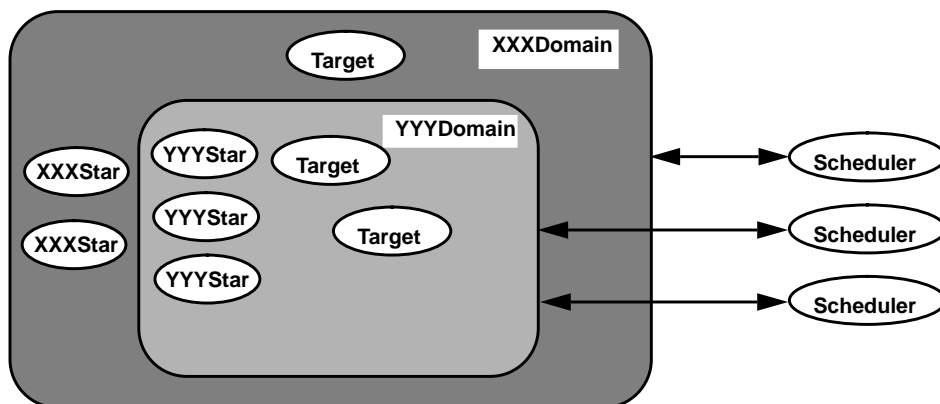 XXXDomain
Target
YYYDomain
YYYStar
Target
Scheduler
XXXStar
YYYStar
Target
Scheduler
XXXStar
YYYStar
Scheduler